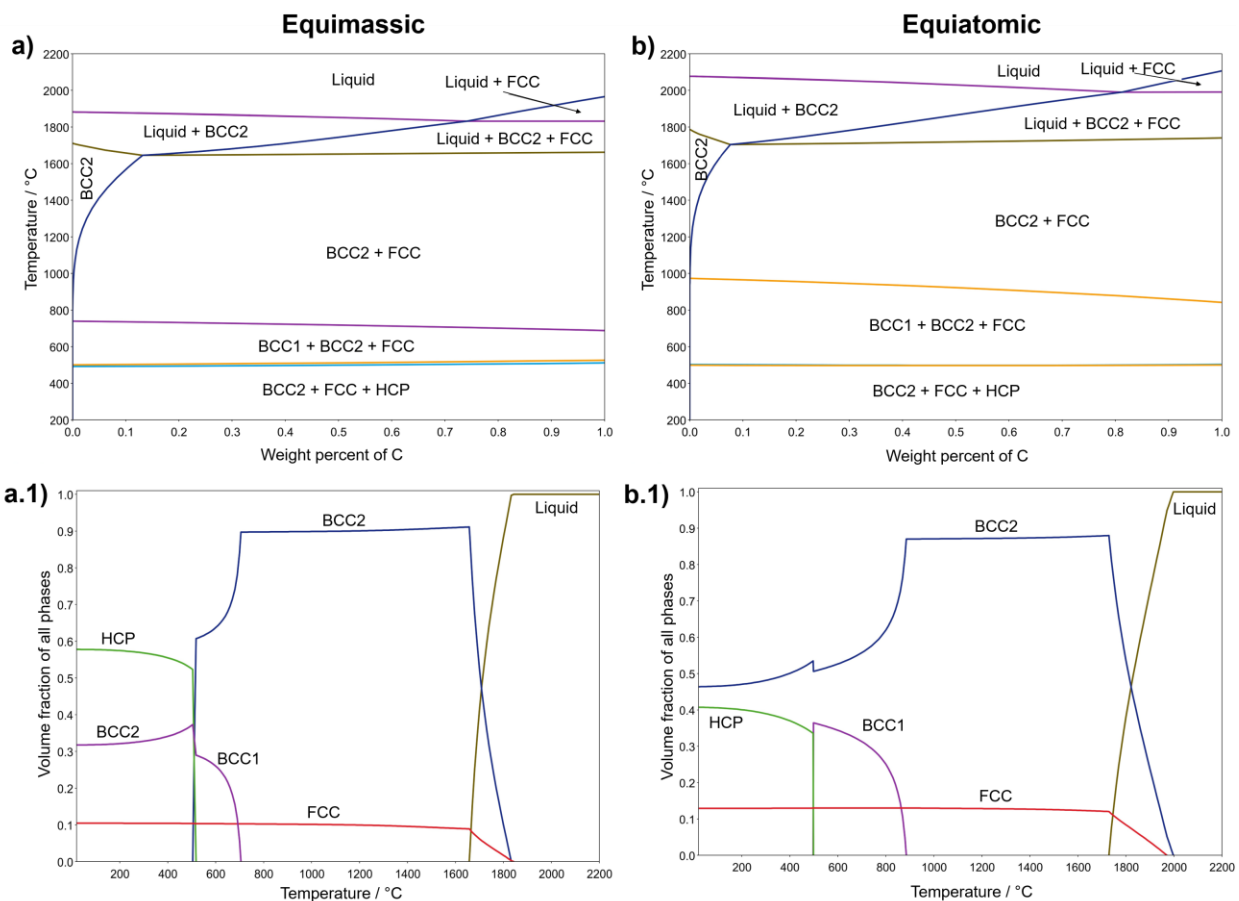 Equimassic
Equiatomic
a)
2200
2000
1800
1600
1400
1200
1000
800
600
400
200
Temperature / °C
Liquid
Liquid + FCC
Liquid + BCC2
Liquid + BCC2 + FCC
BCC2
BCC2 + FCC
BCC1 + BCC2 + FCC
BCC2 + FCC + HCP
0.0 0.1 0.2 0.3 0.4 0.5 0.6 0.7 0.8 0.9 1.0
Weight percent of C
b)
2200
2000
1800
1600
1400
1200
1000
800
600
400
200
Temperature / °C
Liquid
Liquid + FCC
Liquid + BCC2
Liquid + BCC2 + FCC
BCC2
BCC2 + FCC
BCC1 + BCC2 + FCC
BCC2 + FCC + HCP
0.0 0.1 0.2 0.3 0.4 0.5 0.6 0.7 0.8 0.9 1.0
Weight percent of C
a.1)
1.0
0.9
0.8
0.7
0.6
0.5
0.4
0.3
0.2
0.1
0.0
Volume fraction of all phases
Liquid
BCC2
HCP
BCC2
BCC1
FCC
200 400 600 800 1000 1200 1400 1600 1800 2000 2200
Temperature / °C
b.1)
1.0
0.9
0.8
0.7
0.6
0.5
0.4
0.3
0.2
0.1
0.0
Volume fraction of all phases
Liquid
BCC2
HCP
BCC1
FCC
200 400 600 800 1000 1200 1400 1600 1800 2000 2200
Temperature / °C